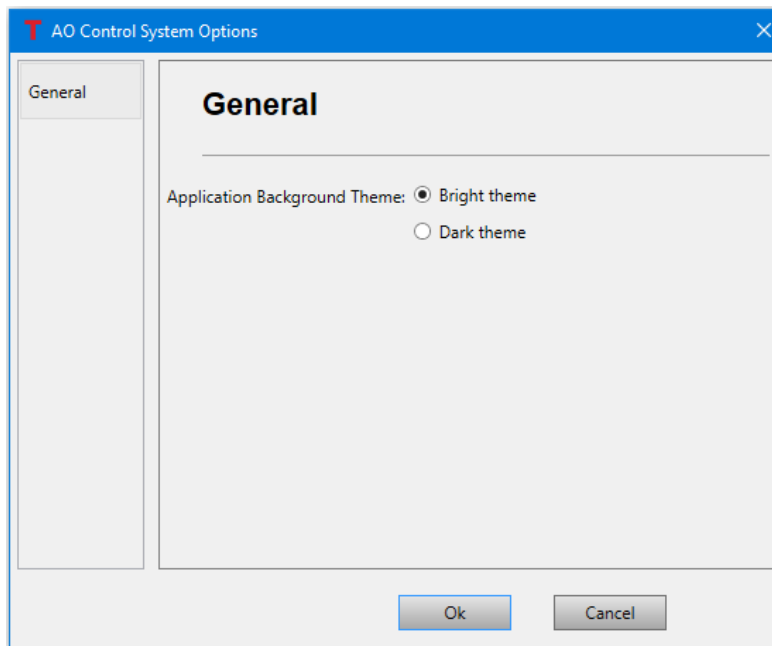 T AO Control System Options
General
General
Application Background Theme: Bright theme
Dark theme
Ok
Cancel